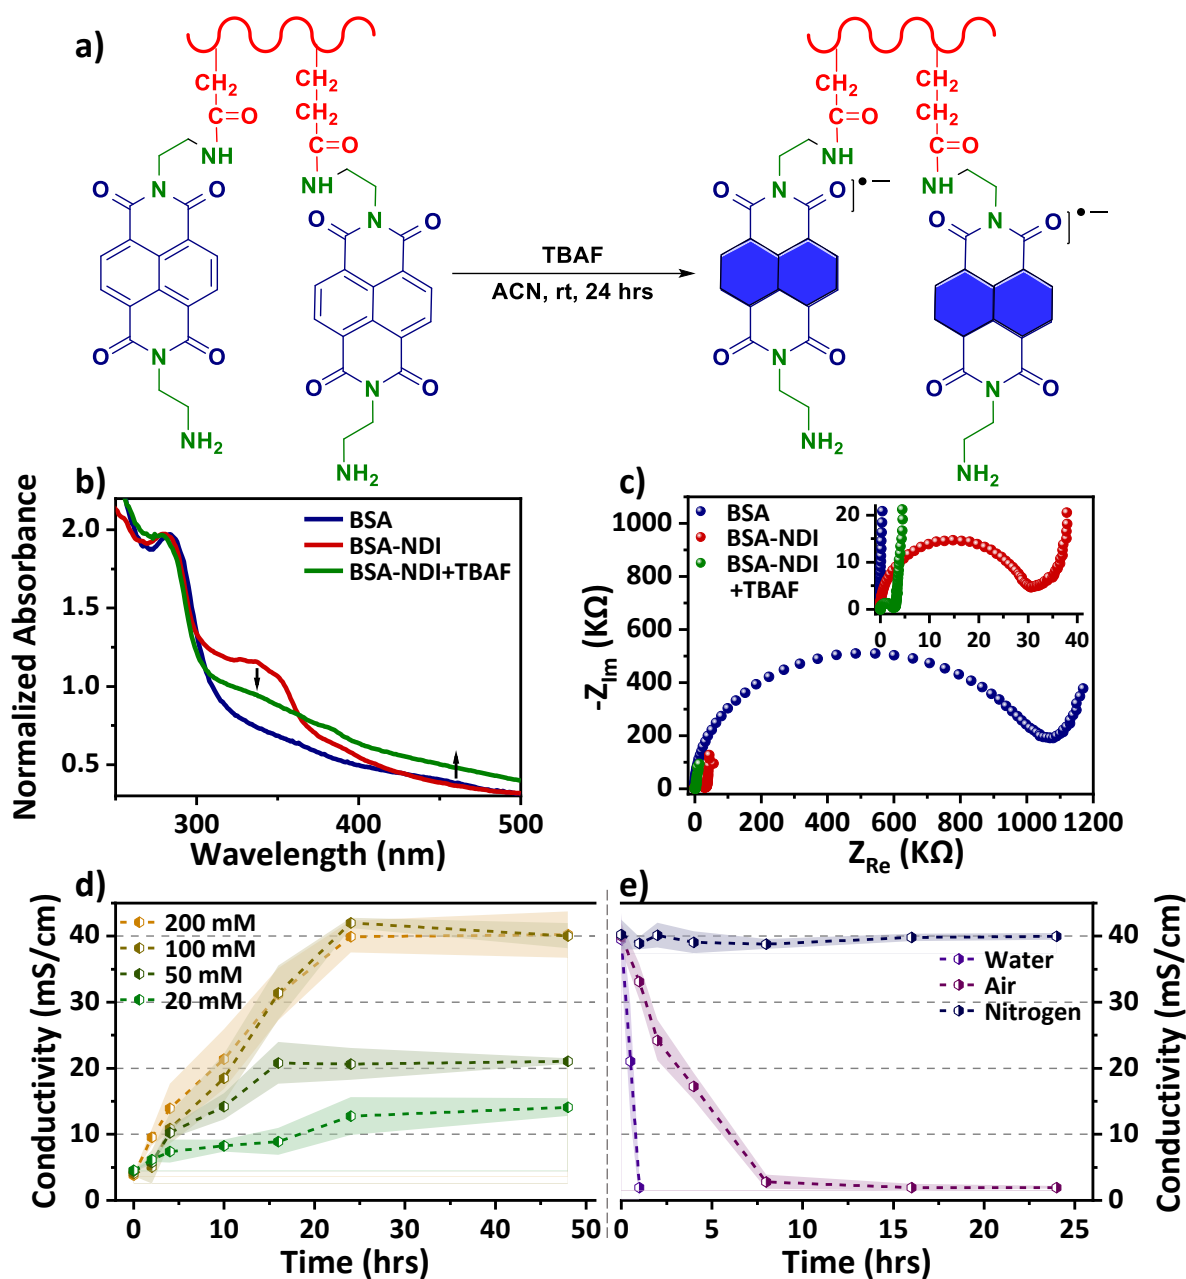 a)
CH2
CH2
C=O
CH2
NH
C=O
NH
O
N
O
O
N
O
O
N
O
O
N
O
NH2
NH2
TBAF
ACN, rt, 24 hrs
CH2
CH2
C=O
CH2
NH
C=O
NH
O
N
O
•−
O
N
O
•−
O
N
O
O
N
O
NH2
NH2
b)
Normalized Absorbance
2.0
1.5
1.0
0.5
BSA
BSA-NDI
BSA-NDI+TBAF
300
400
500
Wavelength (nm)
c)
-ZIm (KΩ)
1000
800
600
400
200
0
BSA
BSA-NDI
BSA-NDI
+TBAF
20
10
0
0 10 20 30 40
0 200 400 600 800 1000 1200
ZRe (KΩ)
d)
Conductivity (mS/cm)
40
30
20
10
0
200 mM
100 mM
50 mM
20 mM
0 10 20 30 40 50
Time (hrs)
e)
Water
Air
Nitrogen
40
30
20
10
0
Conductivity (mS/cm)
0 5 10 15 20 25
Time (hrs)